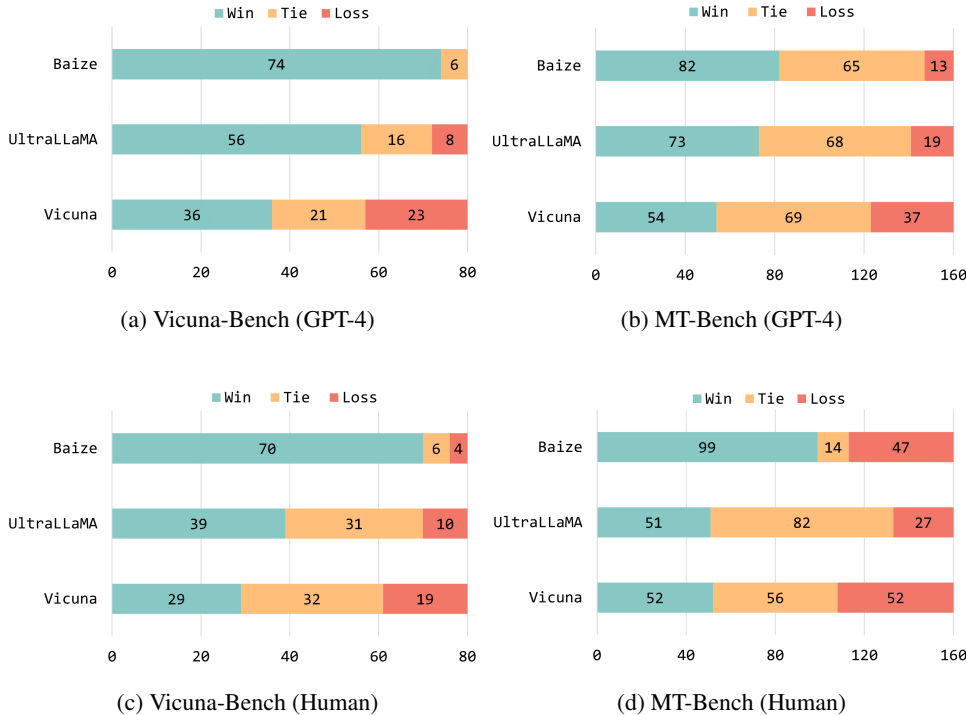 Win Tie Loss
Baize 74 6
UltraLLaMA 56 16 8
Vicuna 36 21 23
0 20 40 60 80
(a) Vicuna-Bench (GPT-4)
Win Tie Loss
Baize 82 65 13
UltraLLaMA 73 68 19
Vicuna 54 69 37
0 40 80 120 160
(b) MT-Bench (GPT-4)
Win Tie Loss
Baize 70 6 4
UltraLLaMA 39 31 10
Vicuna 29 32 19
0 20 40 60 80
(c) Vicuna-Bench (Human)
Win Tie Loss
Baize 99 14 47
UltraLLaMA 51 82 27
Vicuna 52 56 52
0 40 80 120 160
(d) MT-Bench (Human)